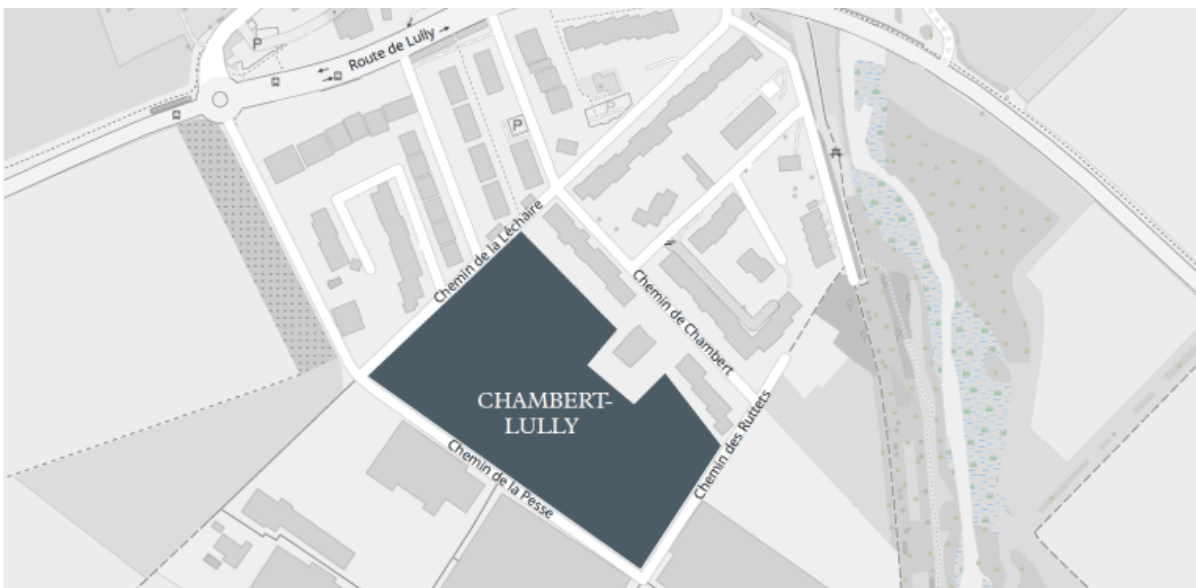 P
Route de Lully
P
P
Chemin de la Léchaire
Chemin de Chambert
CHAMBERT-
LULLY
Chemin des Ruttets
Chemin de la Pesse